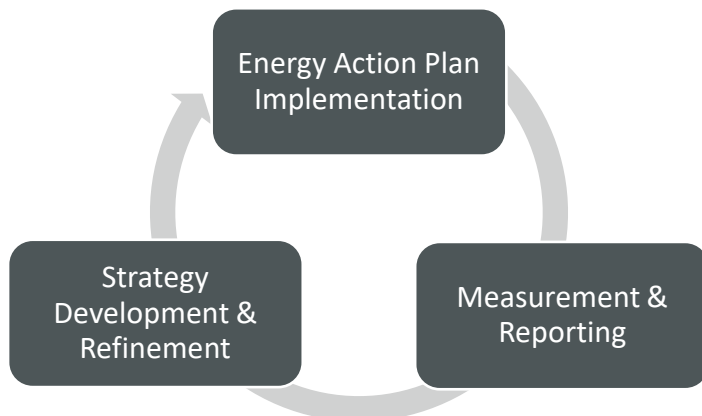 Energy Action Plan
Implementation
Measurement &
Reporting
Strategy
Development &
Refinement